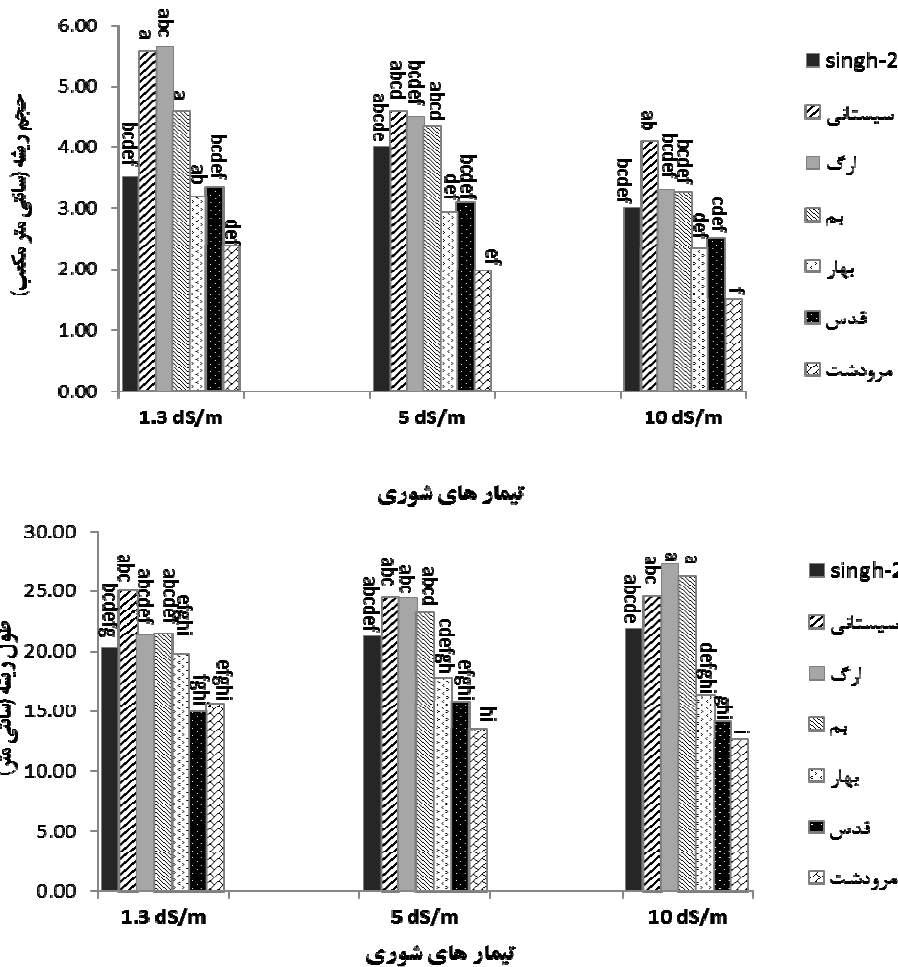 حجم ریشه (سانتی متر مکعب)
6.00
5.00
4.00
3.00
2.00
1.00
0.00
bcdef
a
abc
a
ab
bcdef
def
abcde
abcd
bcdef
abcd
def
bcdef
ef
bcdef
ab
bcdef
bcdef
def
cdef
f
1.3 dS/m
5 dS/m
10 dS/m
تیمار های شوری
singh-2
سیستانی
ارگ
بم
بهار
قدس
مرودشت
طول ریشه (سانتی متر)
30.00
25.00
20.00
15.00
10.00
5.00
0.00
bcdefg
abc
abcdef
abcdef
efghi
fghi
efghi
abcdef
abc
abc
abcd
cdefgh
efghi
hi
abcde
abc
a
a
defghi
ghi
i
1.3 dS/m
5 dS/m
10 dS/m
تیمار های شوری
singh-2
سیستانی
ارگ
بم
بهار
قدس
مرودشت